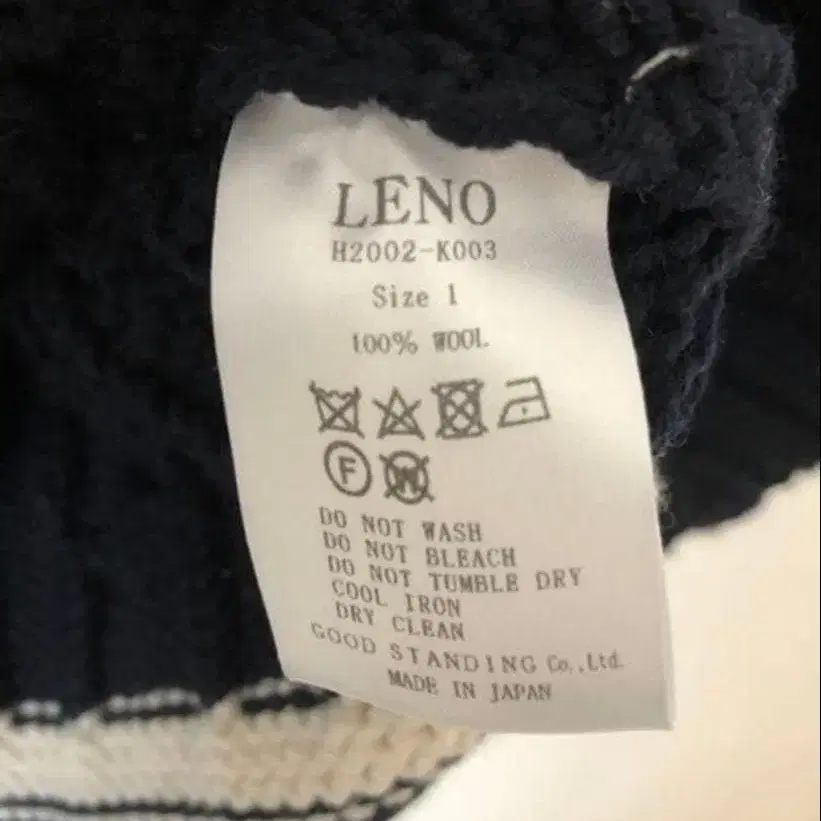 LENO
H2002-K003
Size 1
100% WOOL
F W
DO NOT WASH
DO NOT BLEACH
DO NOT TUMBLE DRY
COOL IRON
DRY CLEAN
GOOD STANDING Co.,Ltd.
MADE IN JAPAN